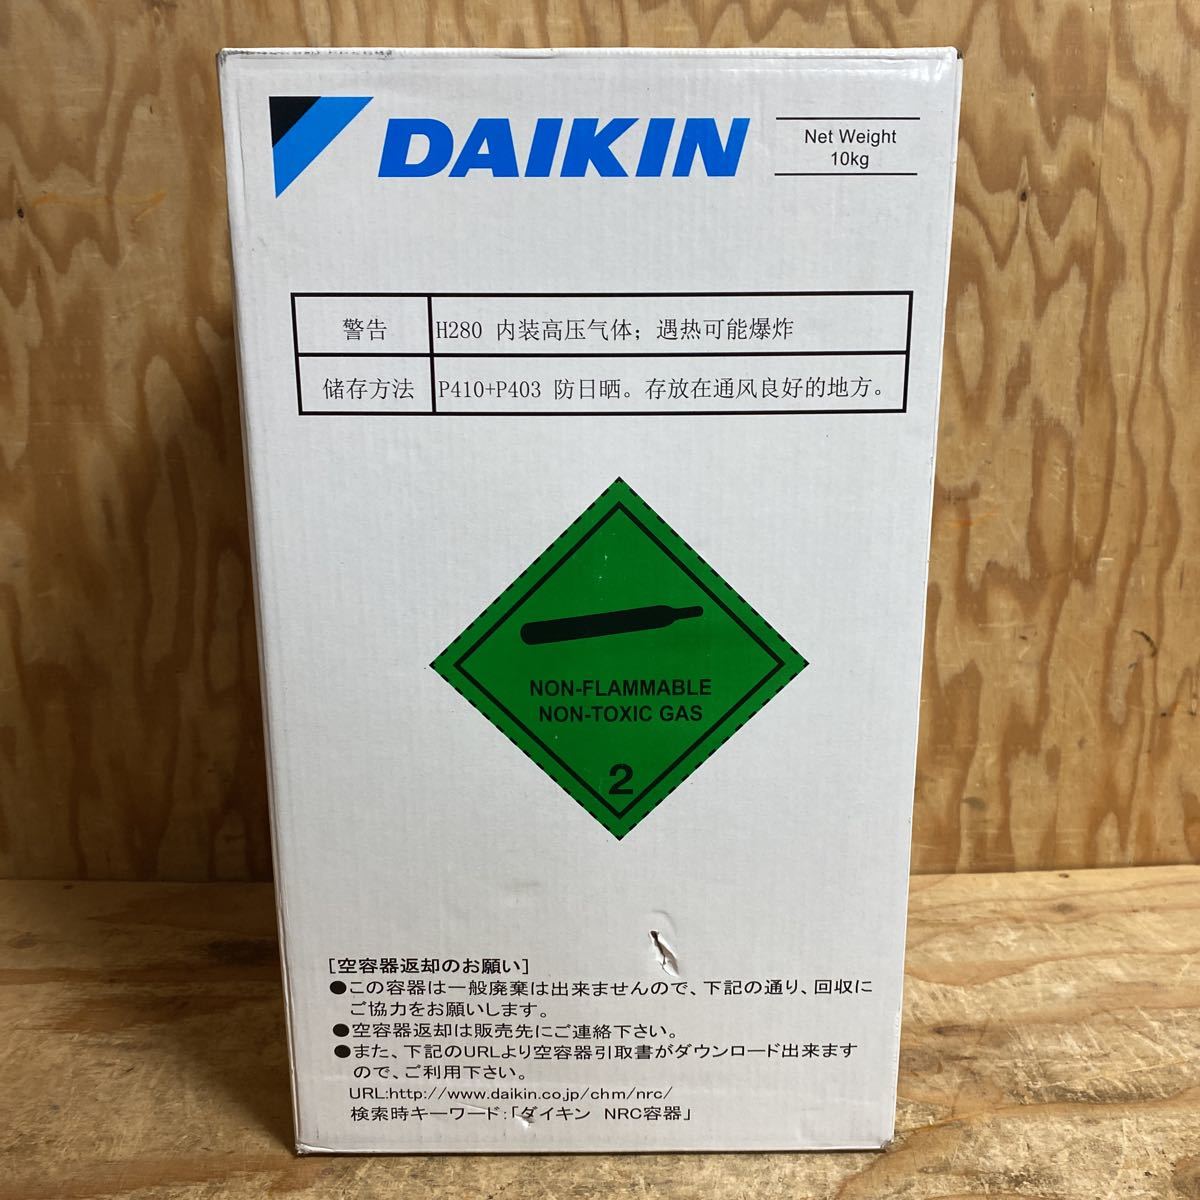 DAIKIN
Net Weight
10kg
警告 H280 内装高压气体；遇热可能爆炸
储存方法 P410+P403 防日晒。存放在通风良好的地方。
NON-FLAMMABLE
NON-TOXIC GAS
2
[空容器返却のお願い]
●この容器は一般廃棄は出来ませんので、下記の通り、回収に
ご協力をお願いします。
●空容器返却は販売先にご連絡下さい。
●また、下記のURLより空容器引取書がダウンロード出来ます
ので、ご利用下さい。
URL:http://www.daikin.co.jp/chm/nrc/
検索時キーワード:「ダイキン NRC容器」